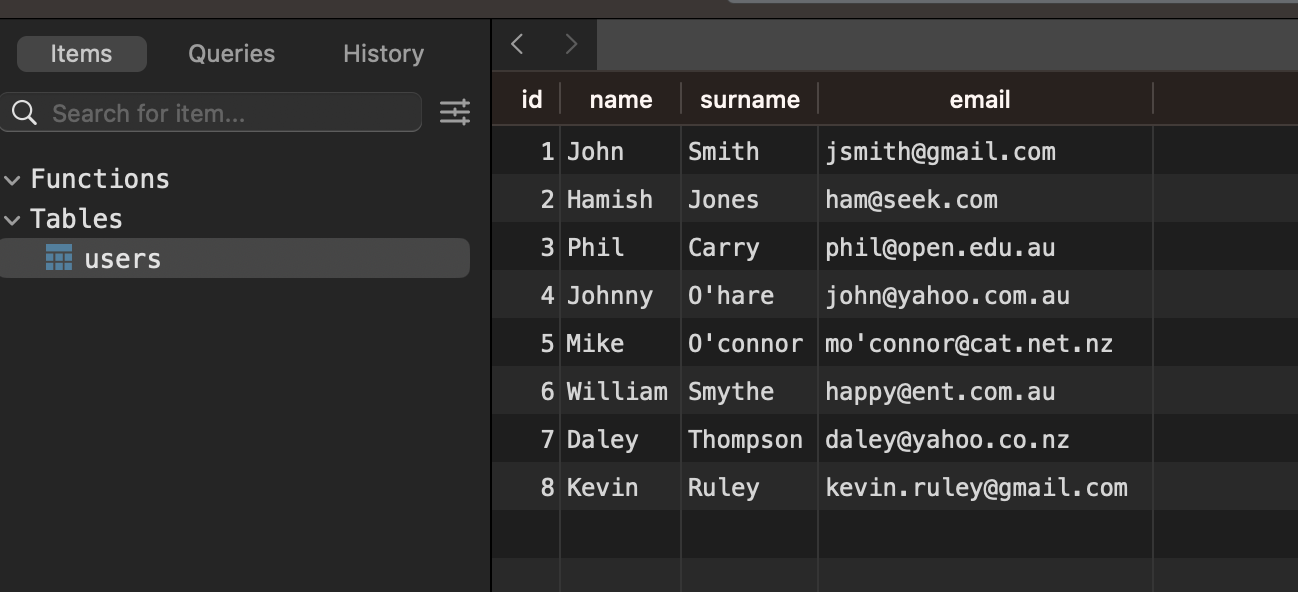 Items Queries History
Search for item...
Functions
Tables
users
id name surname email
1 John Smith jsmith@gmail.com
2 Hamish Jones ham@seek.com
3 Phil Carry phil@open.edu.au
4 Johnny O'hare john@yahoo.com.au
5 Mike O'connor mo'connor@cat.net.nz
6 William Smythe happy@ent.com.au
7 Daley Thompson daley@yahoo.co.nz
8 Kevin Ruley kevin.ruley@gmail.com